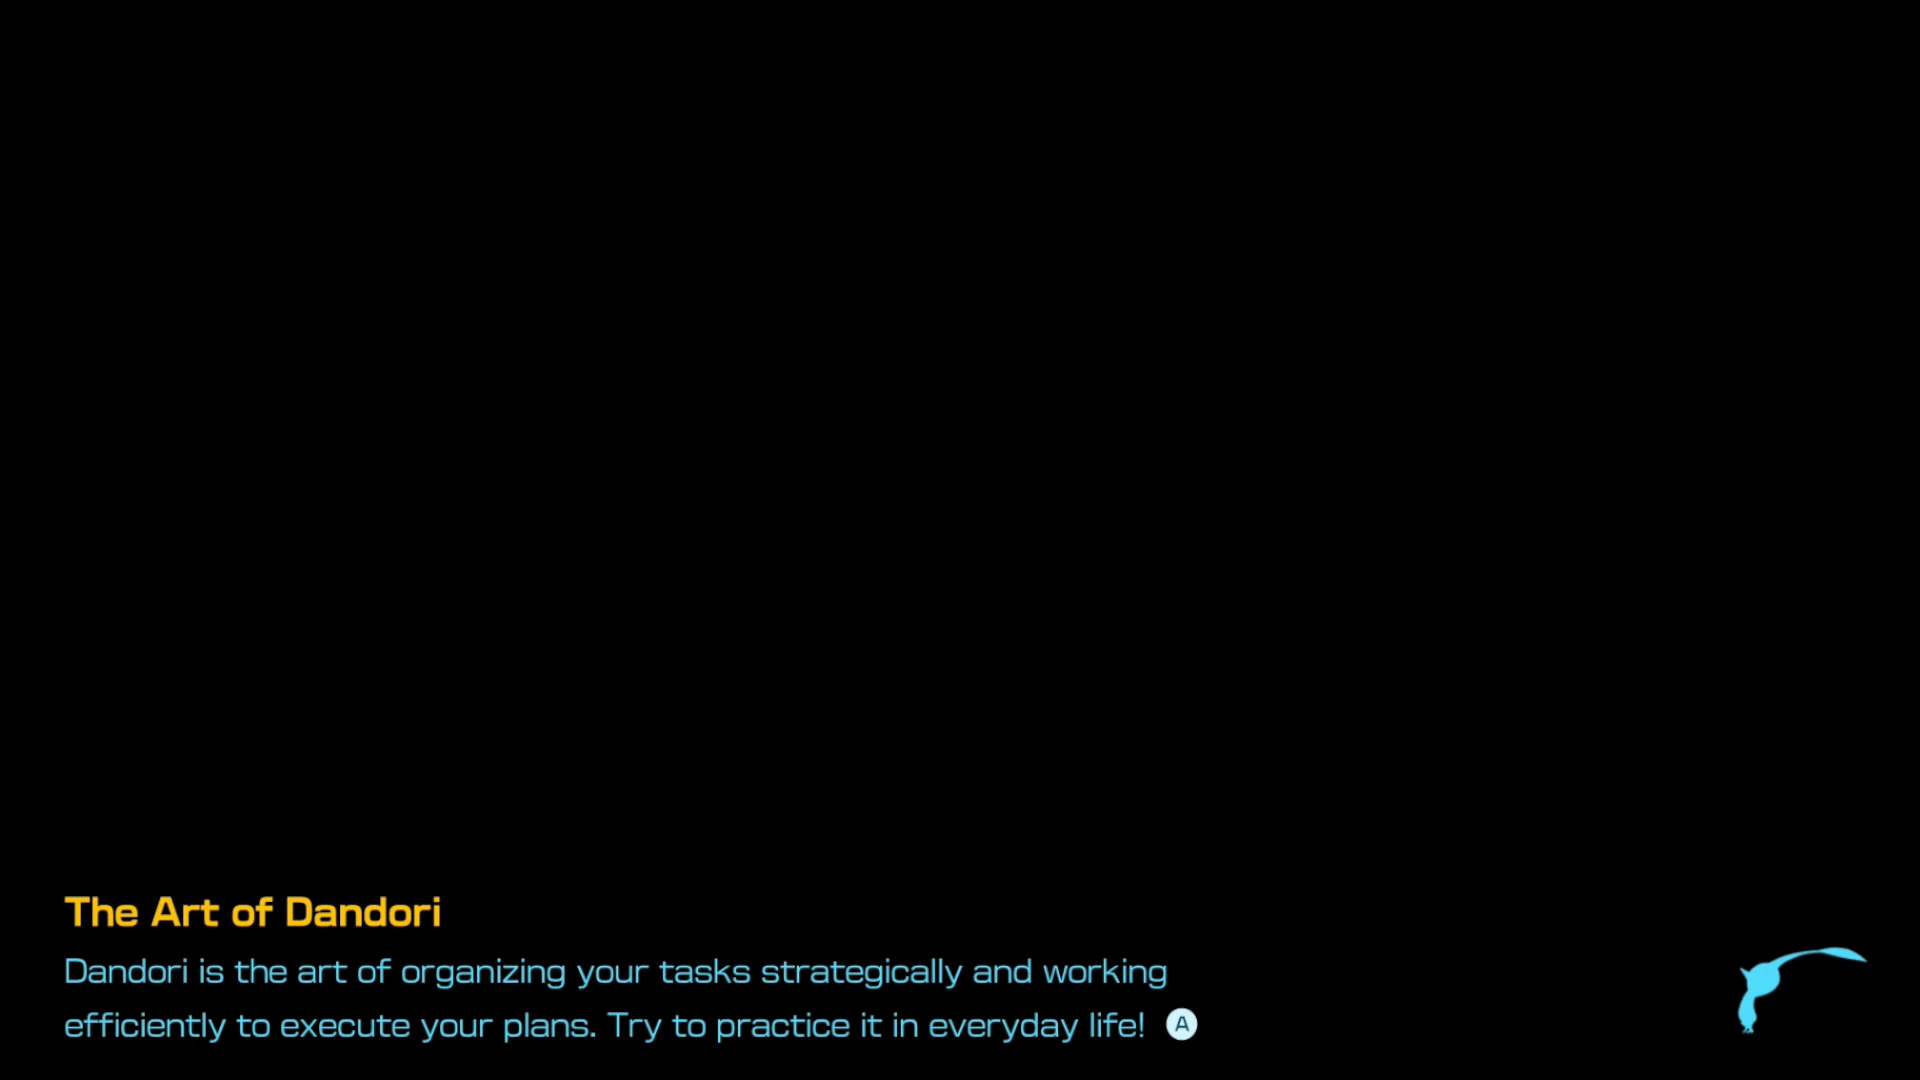 The Art of Dandori
Dandori is the art of organizing your tasks strategically and working
efficiently to execute your plans. Try to practice it in everyday life! A